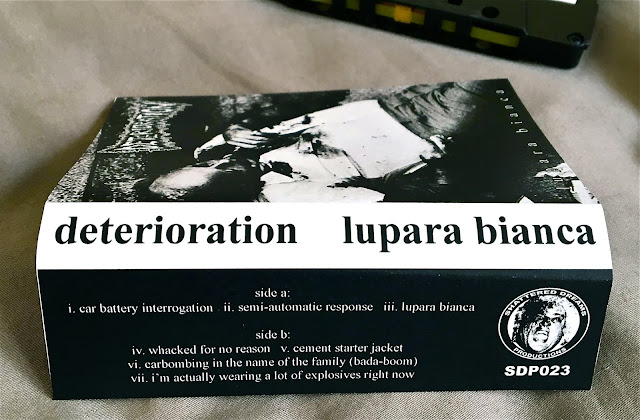 lupara bianca
deterioration lupara bianca
side a:
i. car battery interrogation ii. semi-automatic response iii. lupara bianca
side b:
iv. whacked for no reason v. cement starter jacket
vi. carbombing in the name of the family (bada-boom)
vii. i'm actually wearing a lot of explosives right now
SHATTERED DREAMS
PRODUCTIONS
SDP023